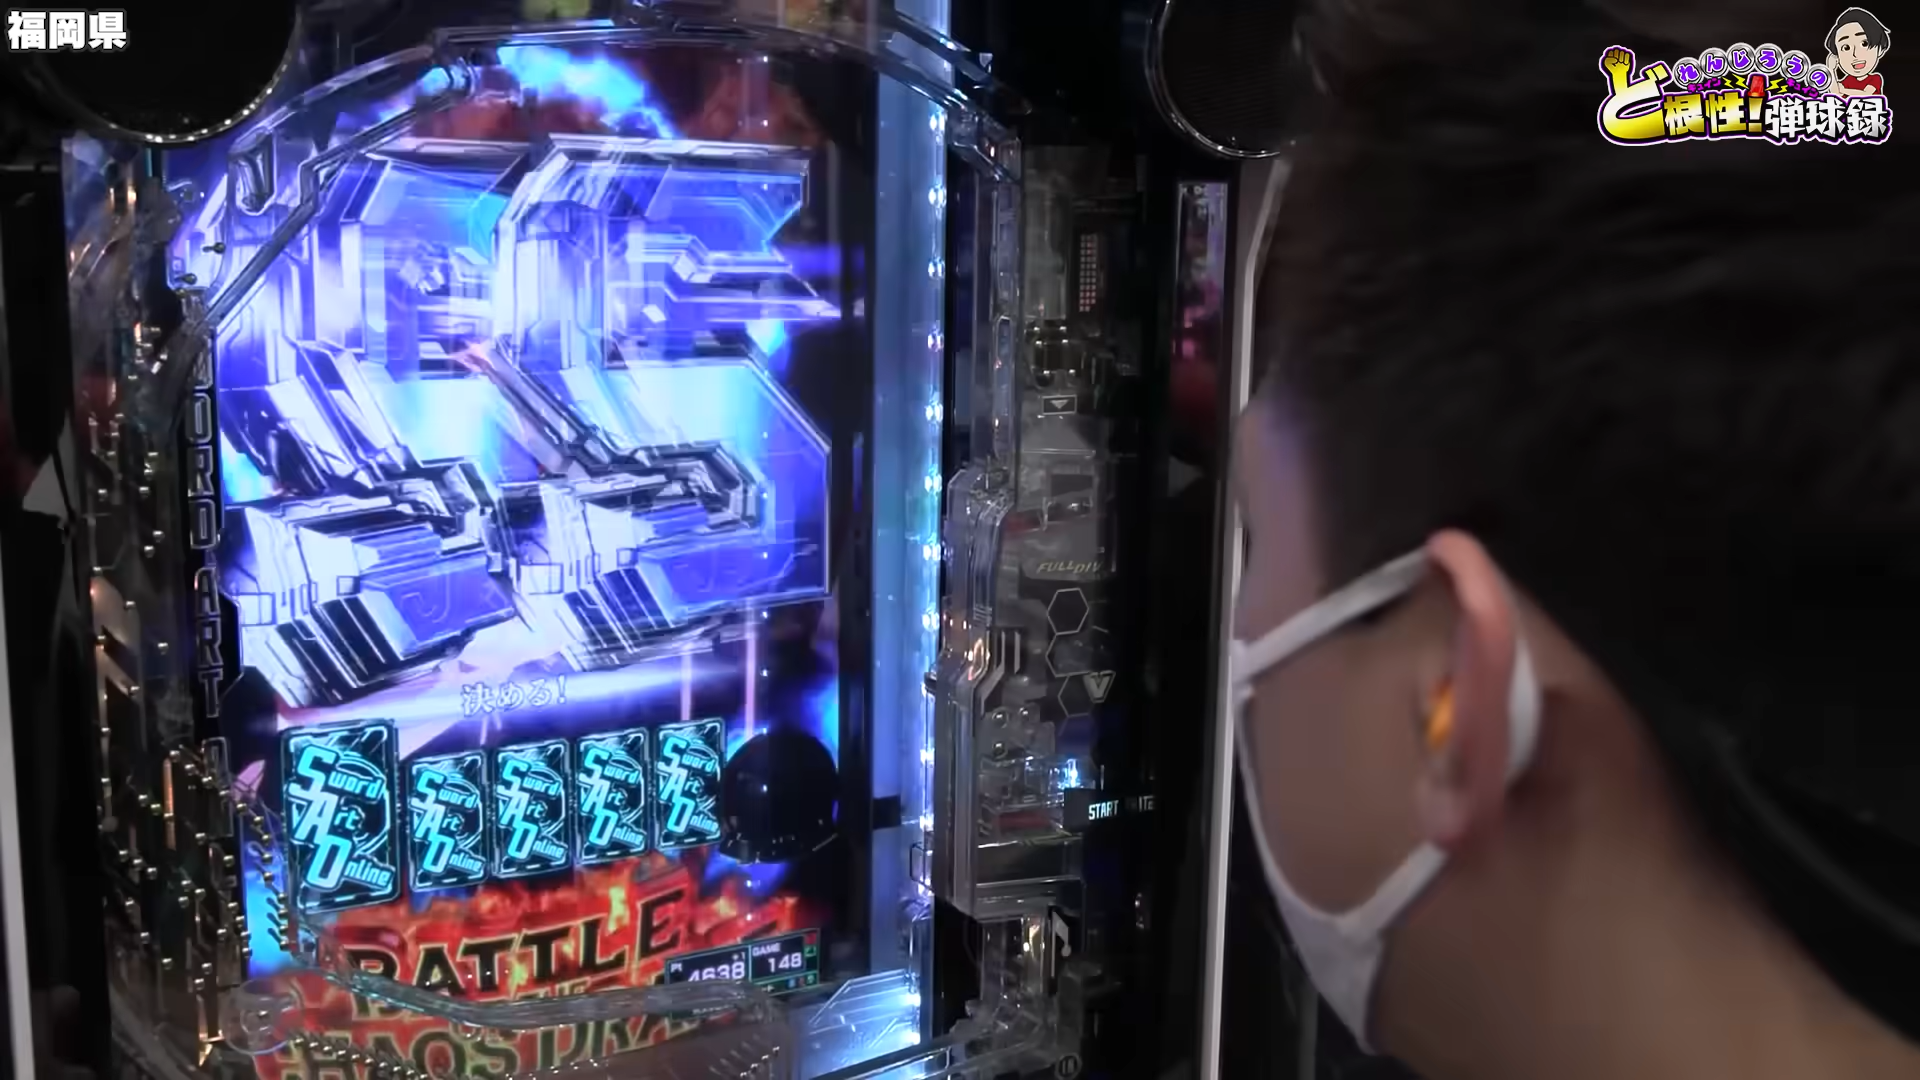 福岡県
れんじろうの
ど根性!弾球録
SWORD ART O
決める!
Sword Art Online
Sword Art Online
Sword Art Online
Sword Art Online
Sword Art Online
BATTLE
+1
4638
GAME
148
FULLDIV
V
START